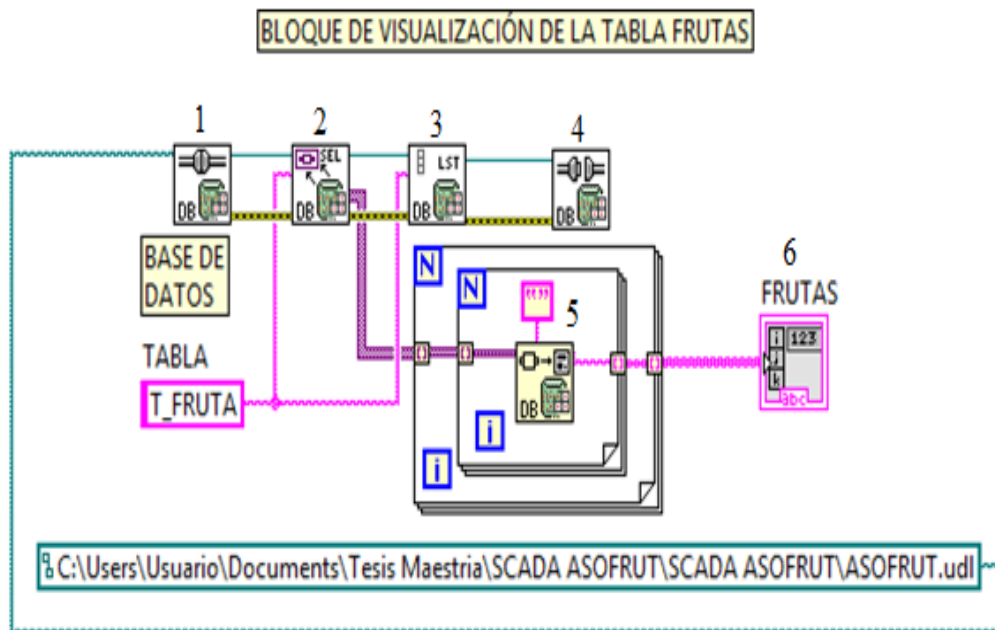 BLOQUE DE VISUALIZACIÓN DE LA TABLA FRUTAS
1 2 3 4
SEL LST
DB DB DB DB
BASE DE
DATOS
N
N
6
FRUTAS
5
i 123
j
k
abc
TABLA
T_FRUTA
DB
i
i
C:\Users\Usuario\Documents\Tesis Maestria\SCADA ASOFRUT\SCADA ASOFRUT\ASOFRUT.udl